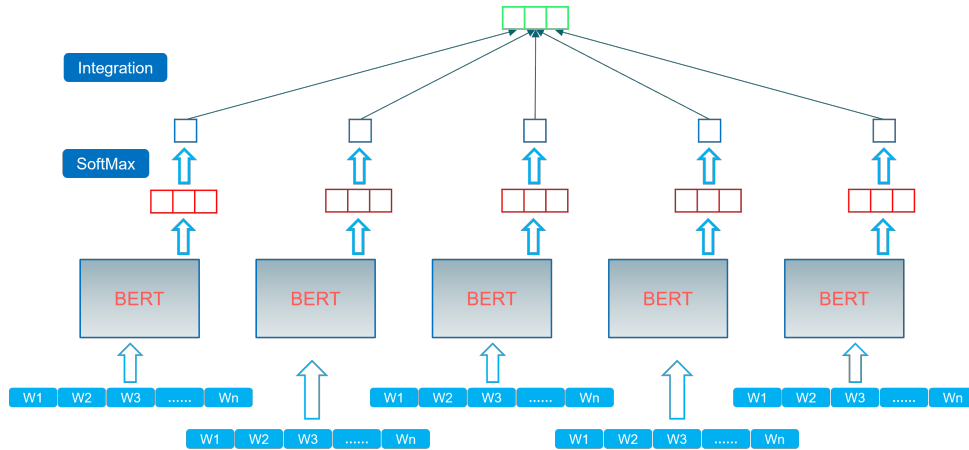 Integration
SoftMax
BERT BERT BERT BERT BERT
W1 W2 W3 ...... Wn W1 W2 W3 ...... Wn W1 W2 W3 ...... Wn
W1 W2 W3 ...... Wn W1 W2 W3 ...... Wn